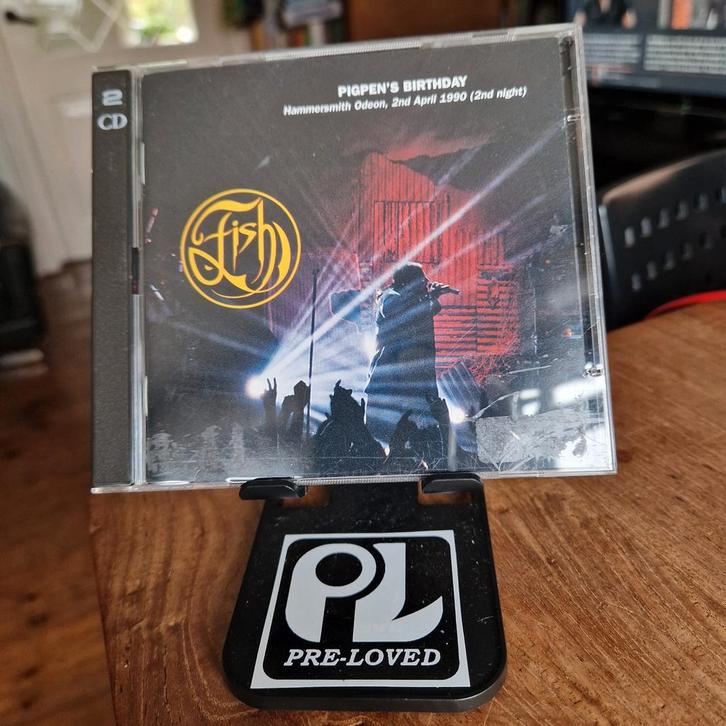 2
CD
PIGPEN'S BIRTHDAY
Hammersmith Odeon, 2nd April 1990 (2nd night)
Fish
PL
PRE-LOVED